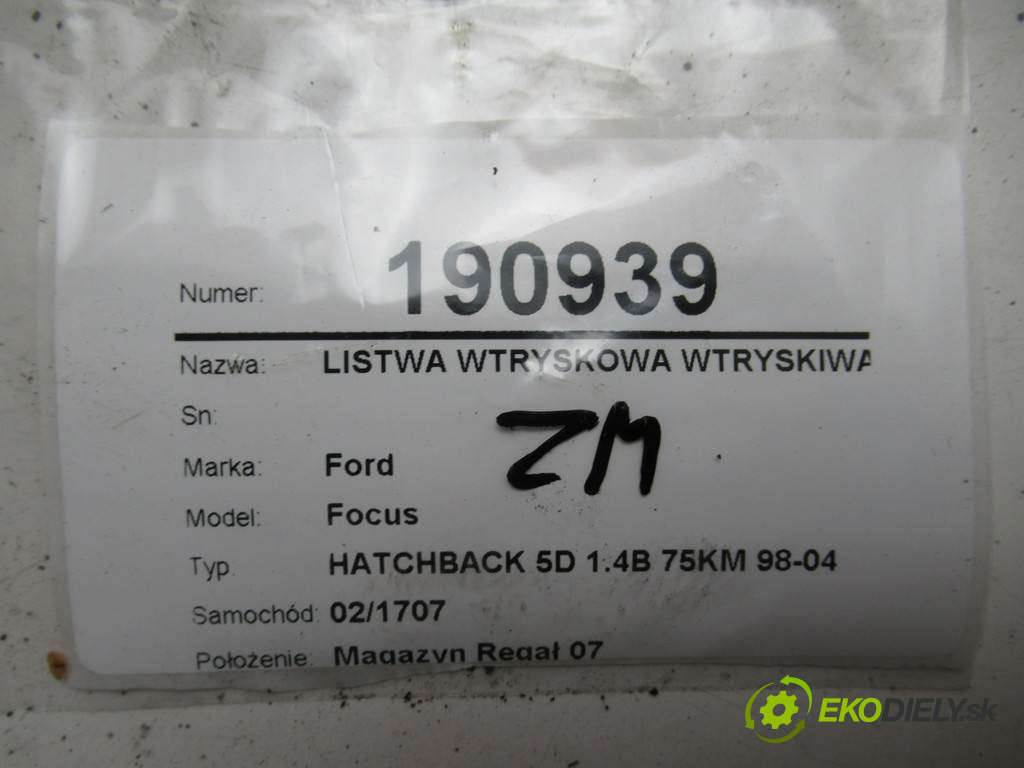 Numer: 190939
Nazwa: LISTWA WTRYSKOWA WTRYSKIWA
Sn:
ZM
Marka: Ford
Model: Focus
Typ HATCHBACK 5D 1.4B 75KM 98-04
Samochód: 02/1707
Położenie: Magazyn Regał 07
EKODIELY.sk